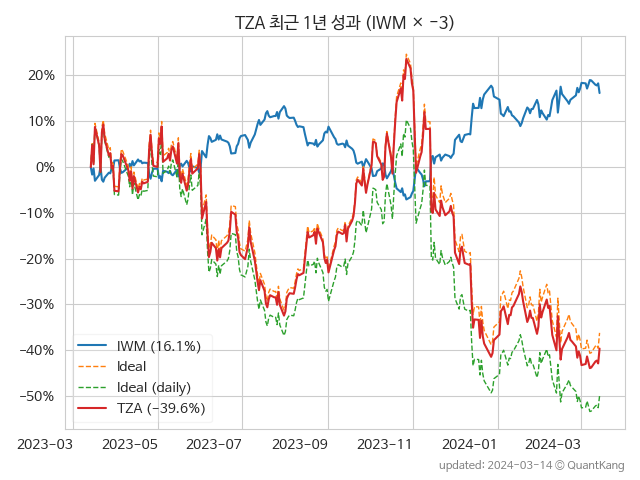 TZA 최근 1년 성과 (IWM × −3)
20%
10%
0%
−10%
−20%
−30%
−40%
−50%
IWM (16.1%)
Ideal
Ideal (daily)
TZA (−39.6%)
2023−03
2023−05
2023−07
2023−09
2023−11
2024−01
2024−03
updated: 2024−03−14 ⓒ QuantKang